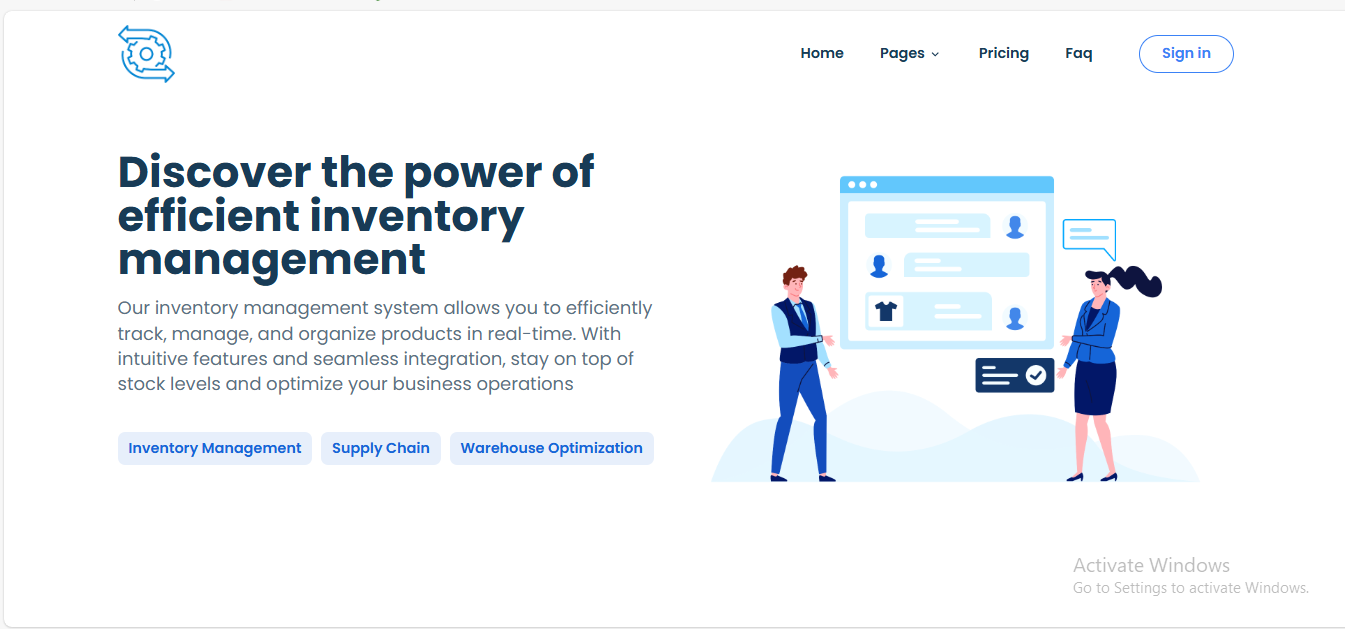 Home Pages Pricing Faq Sign in
Discover the power of
efficient inventory
management
Our inventory management system allows you to efficiently
track, manage, and organize products in real-time. With
intuitive features and seamless integration, stay on top of
stock levels and optimize your business operations
Inventory Management Supply Chain Warehouse Optimization
Activate Windows
Go to Settings to activate Windows.